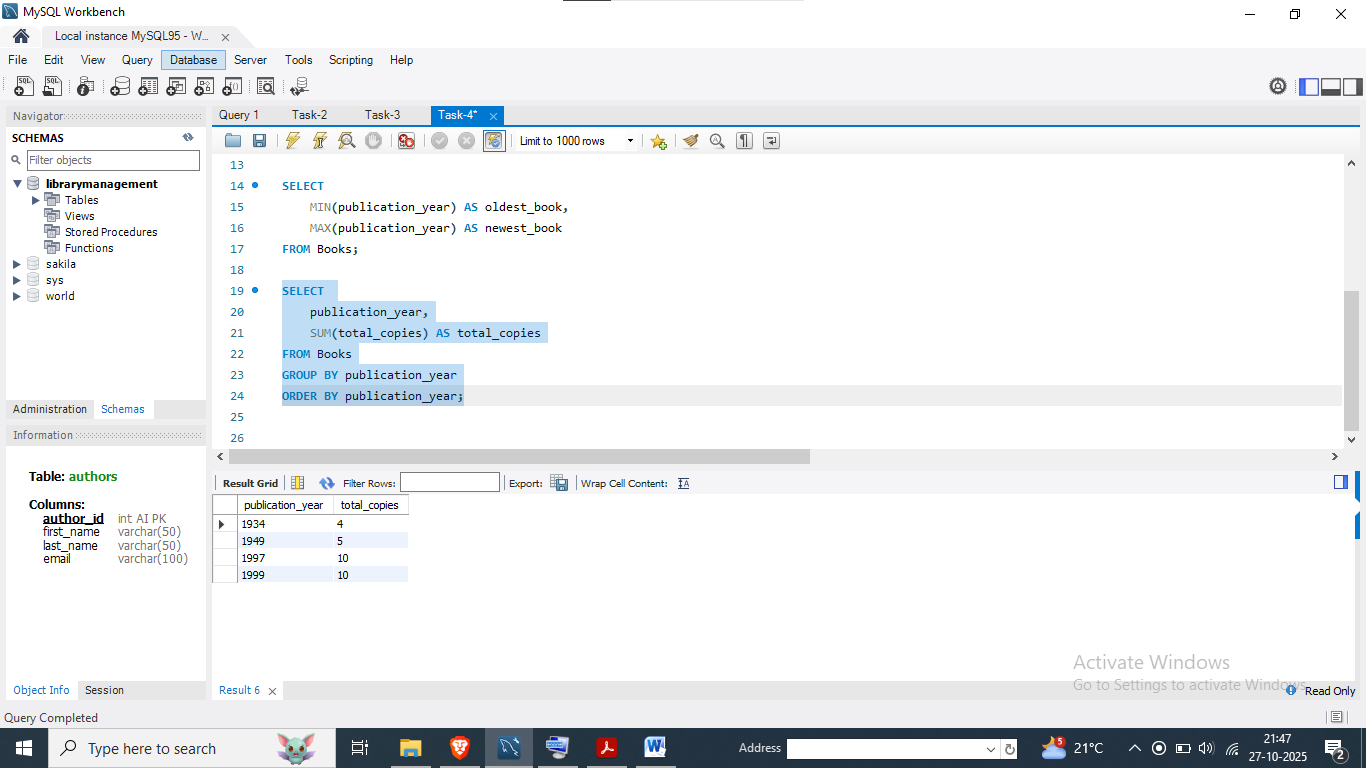 MySQL Workbench
Local instance MySQL95 - W...
File Edit View Query Database Server Tools Scripting Help
Navigator
Query 1 Task-2 Task-3 Task-4*
SCHEMAS
Limit to 1000 rows
Filter objects
librarymanagement
Tables
Views
Stored Procedures
Functions
sakila
sys
world
13
14 SELECT
15 MIN(publication_year) AS oldest_book,
16 MAX(publication_year) AS newest_book
17 FROM Books;
18
19 SELECT
20 publication_year,
21 SUM(total_copies) AS total_copies
22 FROM Books
23 GROUP BY publication_year
24 ORDER BY publication_year;
25
26
Administration Schemas
Information
Table: authors
Columns:
author_id int AI PK
first_name varchar(50)
last_name varchar(50)
email varchar(100)
Result Grid Filter Rows: Export: Wrap Cell Content:
publication_year total_copies
1934 4
1949 5
1997 10
1999 10
Activate Windows
Go to Settings to activate Windows.
Object Info Session
Result 6
Read Only
Query Completed
Type here to search
Address
5
21°C
21:47
27-10-2025
2